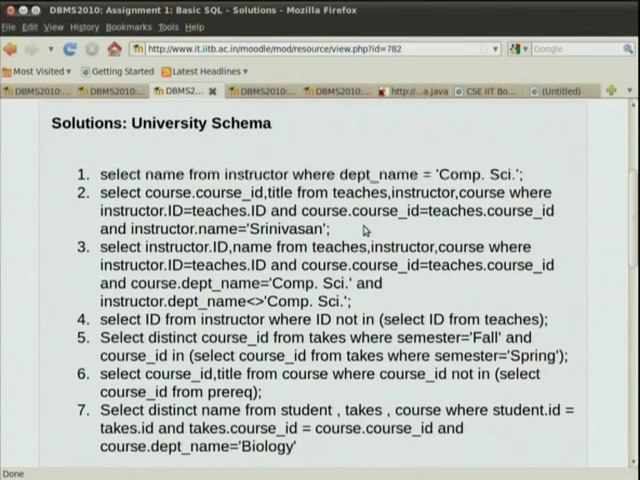 DBMS2010: Assignment 1: Basic SQL - Solutions - Mozilla Firefox
File Edit View History Bookmarks Tools Help
http://www.it.iitb.ac.in/moodle/mod/resource/view.php?id=782
Google
Most Visited Getting Started Latest Headlines
DBMS2010:... DBMS2010:... DBMS2... DBMS2010:... DBMS2010:... http://...a.java CSE IIT Bo... (Untitled)
Solutions: University Schema
1. select name from instructor where dept_name = 'Comp. Sci.';
2. select course.course_id,title from teaches,instructor,course where
instructor.ID=teaches.ID and course.course_id=teaches.course_id
and instructor.name='Srinivasan';
3. select instructor.ID,name from teaches,instructor,course where
instructor.ID=teaches.ID and course.course_id=teaches.course_id
and course.dept_name='Comp. Sci.' and
instructor.dept_name<>'Comp. Sci.';
4. select ID from instructor where ID not in (select ID from teaches);
5. Select distinct course_id from takes where semester='Fall' and
course_id in (select course_id from takes where semester='Spring');
6. select course_id,title from course where course_id not in (select
course_id from prereq);
7. Select distinct name from student , takes , course where student.id =
takes.id and takes.course_id = course.course_id and
course.dept_name='Biology'
Done